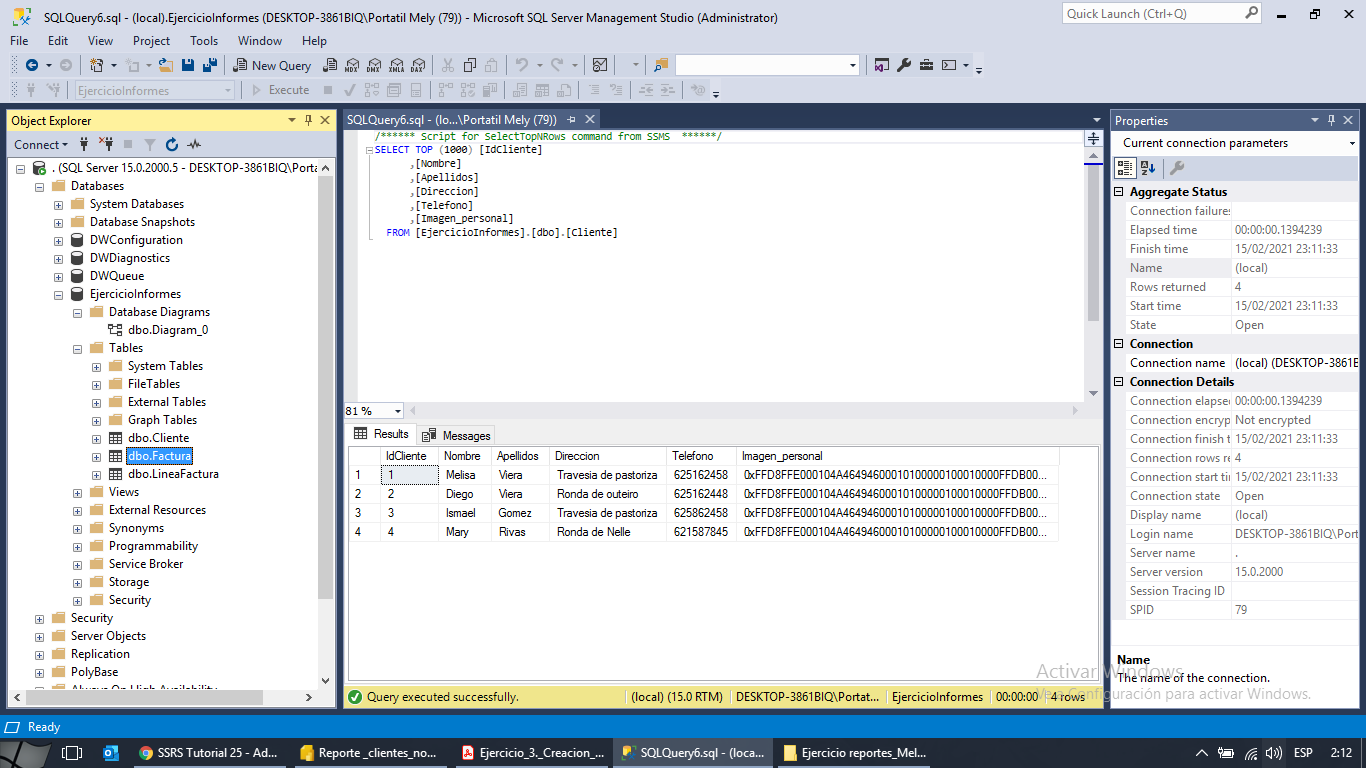 SQLQuery6.sql - (local).EjercicioInformes (DESKTOP-3861BIQ\Portatil Mely (79)) - Microsoft SQL Server Management Studio (Administrator)
Quick Launch (Ctrl+Q)
File Edit View Project Tools Window Help
New Query
MDX DMX XMLA DAX
EjercicioInformes
Execute
Object Explorer
Connect
. (SQL Server 15.0.2000.5 - DESKTOP-3861BIQ\Porta
Databases
System Databases
Database Snapshots
DWConfiguration
DWDiagnostics
DWQueue
EjercicioInformes
Database Diagrams
dbo.Diagram_0
Tables
System Tables
FileTables
External Tables
Graph Tables
dbo.Cliente
dbo.Factura
dbo.LineaFactura
Views
External Resources
Synonyms
Programmability
Service Broker
Storage
Security
Security
Server Objects
Replication
PolyBase
Always On High Availability
SQLQuery6.sql - (lo...\Portatil Mely (79))
/****** Script for SelectTopNRows command from SSMS ******/
SELECT TOP (1000) [IdCliente]
,[Nombre]
,[Apellidos]
,[Direccion]
,[Telefono]
,[Imagen_personal]
FROM [EjercicioInformes].[dbo].[Cliente]
81 %
Results Messages
IdCliente Nombre Apellidos Direccion Telefono Imagen_personal
1 1 Melisa Viera Travesia de pastoriza 625162458 0xFFD8FFE000104A46494600010100000100010000FFDB00...
2 2 Diego Viera Ronda de outeiro 625162448 0xFFD8FFE000104A46494600010100000100010000FFDB00...
3 3 Ismael Gomez Travesia de pastoriza 625862458 0xFFD8FFE000104A46494600010100000100010000FFDB00...
4 4 Mary Rivas Ronda de Nelle 621587845 0xFFD8FFE000104A46494600010100000100010000FFDB00...
Query executed successfully. (local) (15.0 RTM) DESKTOP-3861BIQ\Portat... EjercicioInformes 00:00:00 4 rows
Properties
Current connection parameters
Aggregate Status
Connection failures
Elapsed time 00:00:00.1394239
Finish time 15/02/2021 23:11:33
Name (local)
Rows returned 4
Start time 15/02/2021 23:11:33
State Open
Connection
Connection name (local) (DESKTOP-3861B
Connection Details
Connection elapse 00:00:00.1394239
Connection encryp Not encrypted
Connection finish t 15/02/2021 23:11:33
Connection rows re 4
Connection start tin 15/02/2021 23:11:33
Connection state Open
Display name (local)
Login name DESKTOP-3861BIQ\Port
Server name .
Server version 15.0.2000
Session Tracing ID
SPID 79
Name
The name of the connection.
Activar Windows
Ve a Configuración para activar Windows.
Ready
SSRS Tutorial 25 - Ad...
Reporte _clientes_no...
Ejercicio_3._Creacion_...
SQLQuery6.sql - (loca...
Ejercicio reportes_Mel...
ESP 2:12